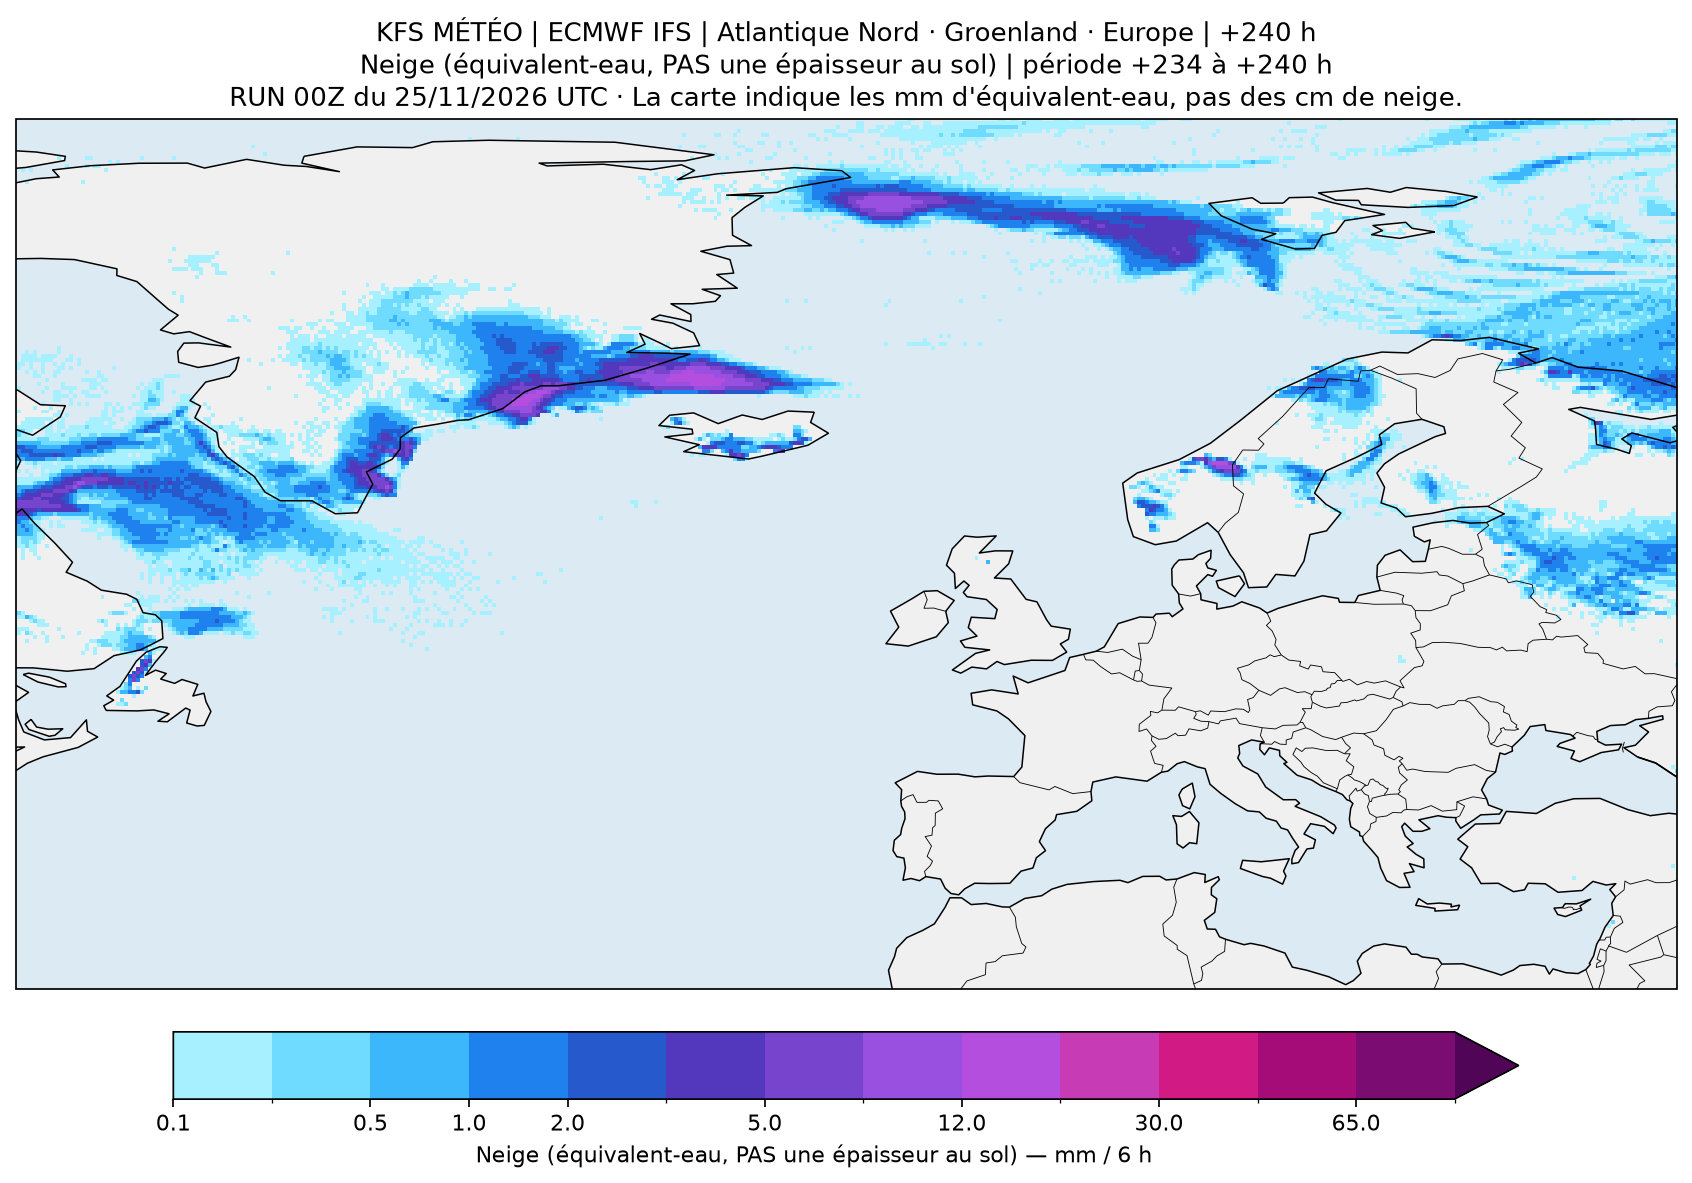 KFS MÉTÉO | ECMWF IFS | Atlantique Nord · Groenland · Europe | +240 h
Neige (équivalent-eau, PAS une épaisseur au sol) | période +234 à +240 h
RUN 00Z du 25/11/2026 UTC · La carte indique les mm d'équivalent-eau, pas des cm de neige.
0.1 0.5 1.0 2.0 5.0 12.0 30.0 65.0
Neige (équivalent-eau, PAS une épaisseur au sol) — mm / 6 h